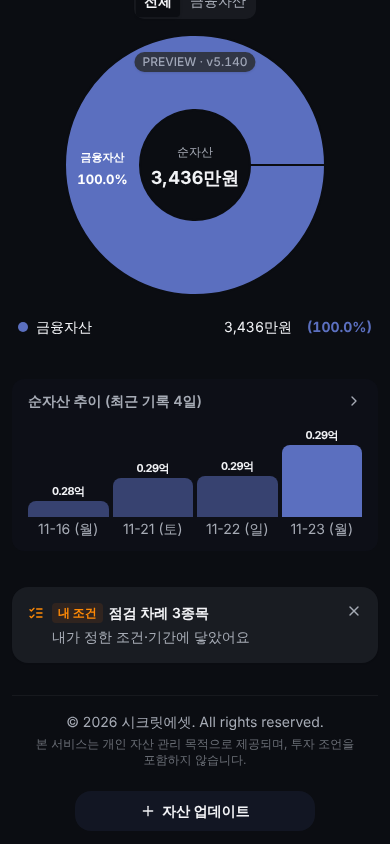 전체 금융자산
PREVIEW · v5.140
금융자산
100.0%
순자산
3,436만원
금융자산 3,436만원 (100.0%)
순자산 추이 (최근 기록 4일)
0.28억 0.29억 0.29억 0.29억
11-16 (월) 11-21 (토) 11-22 (일) 11-23 (월)
내 조건 점검 차례 3종목
내가 정한 조건·기간에 닿았어요
© 2026 시크릿에셋. All rights reserved.
본 서비스는 개인 자산 관리 목적으로 제공되며, 투자 조언을
포함하지 않습니다.
+ 자산 업데이트